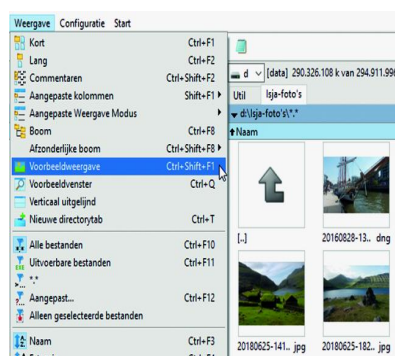 Weergave Configuratie Start
Kort Ctrl+F1
Lang Ctrl+F2
Commentaren Ctrl+Shift+F2
Aangepaste kolommen Shift+F1
Aangepaste Weergave Modus
Boom Ctrl+F8
Afzonderlijke boom Ctrl+Shift+F8
Voorbeeldweergave Ctrl+Shift+F1
Voorbeeldvenster Ctrl+Q
Verticaal uitgelijnd
Nieuwe directorytab Ctrl+T
Alle bestanden Ctrl+F10
Uitvoerbare bestanden Ctrl+F11
*.*
Aangepast... Ctrl+F12
Alleen geselecteerde bestanden
Naam Ctrl+F3
d [data] 290.326.108 k van 294.911.99
Util lsja-foto's
d:\lsja-foto's\*.*
Naam
[..] 20160828-13.. dng
20180625-141.. jpg 20180625-182.. jpg